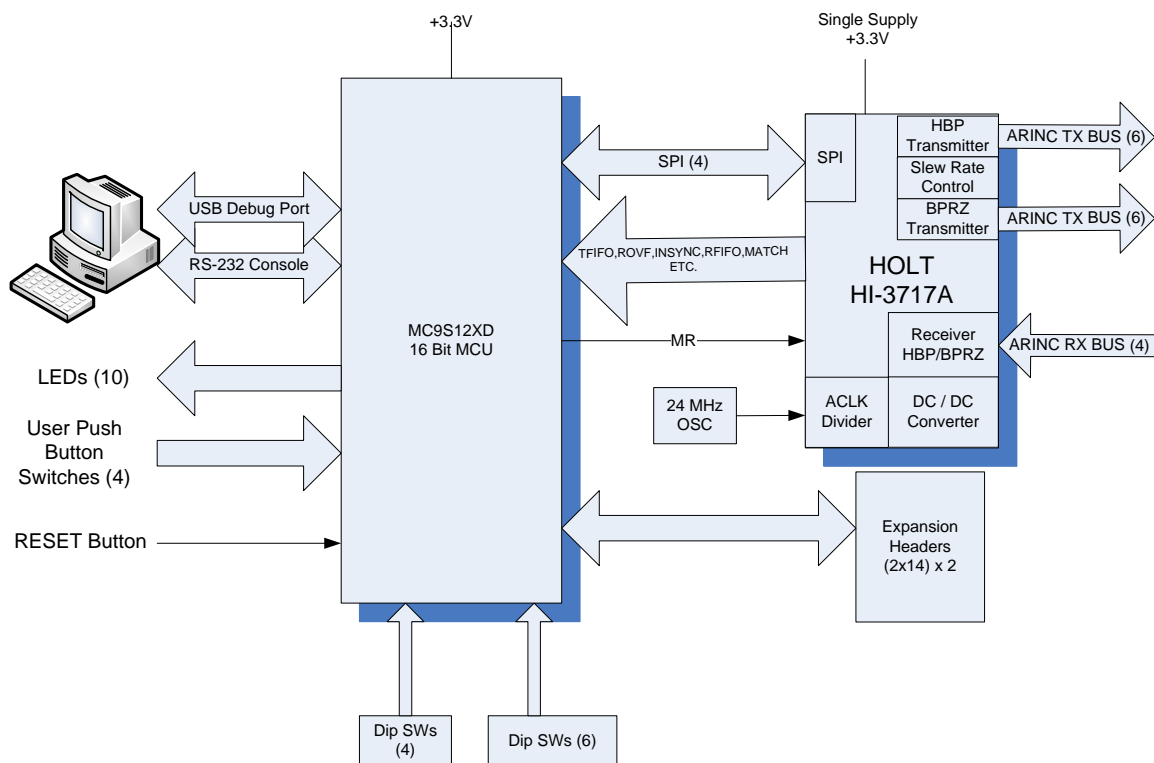 +3.3V
Single Supply
+3.3V
SPI
HBP
Transmitter
Slew Rate
Control
BPRZ
Transmitter
ARINC TX BUS (6)
ARINC TX BUS (6)
SPI (4)
USB Debug Port
RS-232 Console
TFIFO,ROVF,INSYNC,RFIFO,MATCH
ETC.
HOLT
HI-3717A
MC9S12XD
16 Bit MCU
MR
Receiver
HBP/BPRZ
ARINC RX BUS (4)
LEDs (10)
24 MHz
OSC
ACLK
Divider
DC / DC
Converter
User Push
Button
Switches (4)
RESET Button
Expansion
Headers
(2x14) x 2
Dip SWs
(4)
Dip SWs (6)